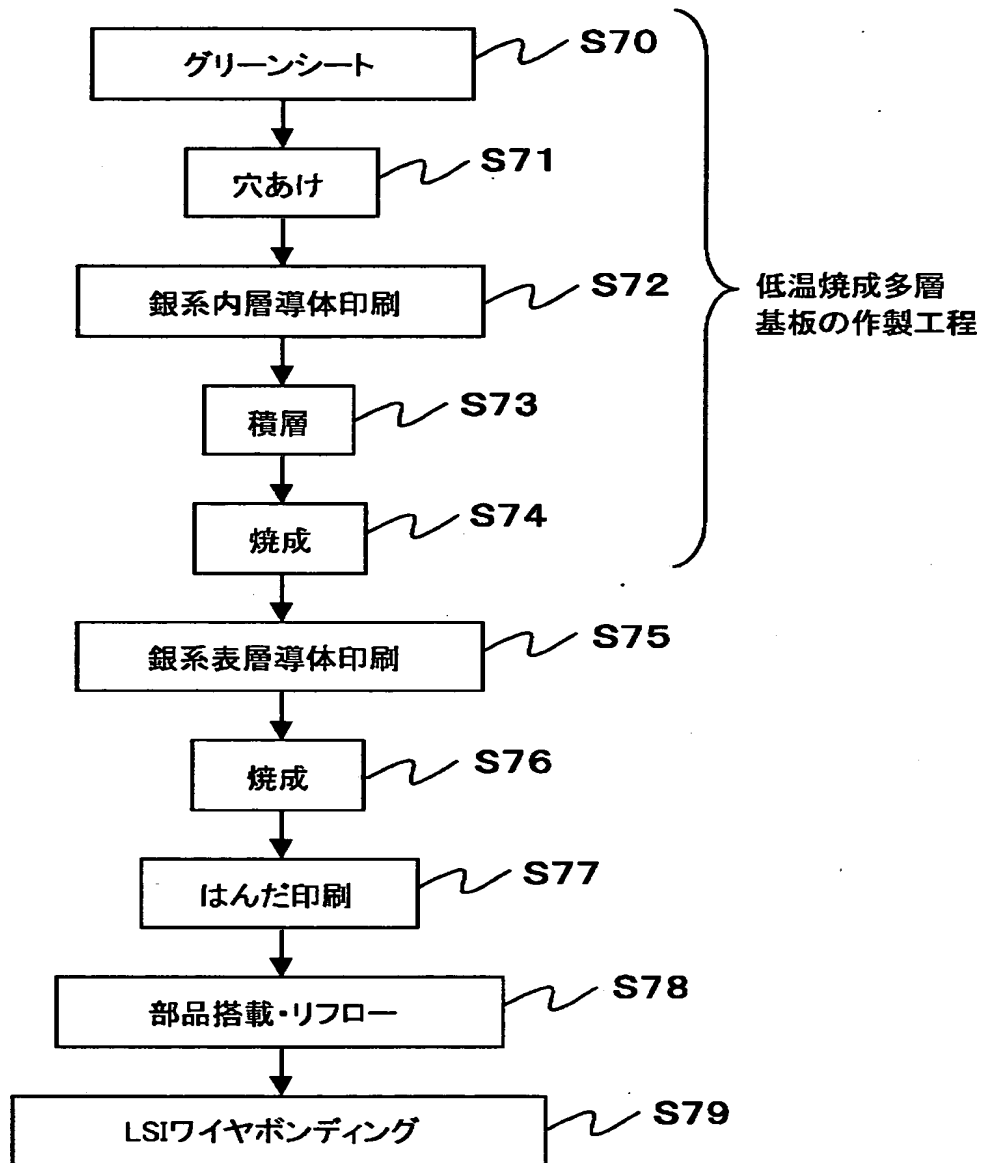 グリーンシート
S70
穴あけ
S71
銀系内層導体印刷
S72
低温焼成多層
基板の作製工程
積層
S73
焼成
S74
銀系表層導体印刷
S75
焼成
S76
はんだ印刷
S77
部品搭載・リフロー
S78
LSIワイヤボンディング
S79